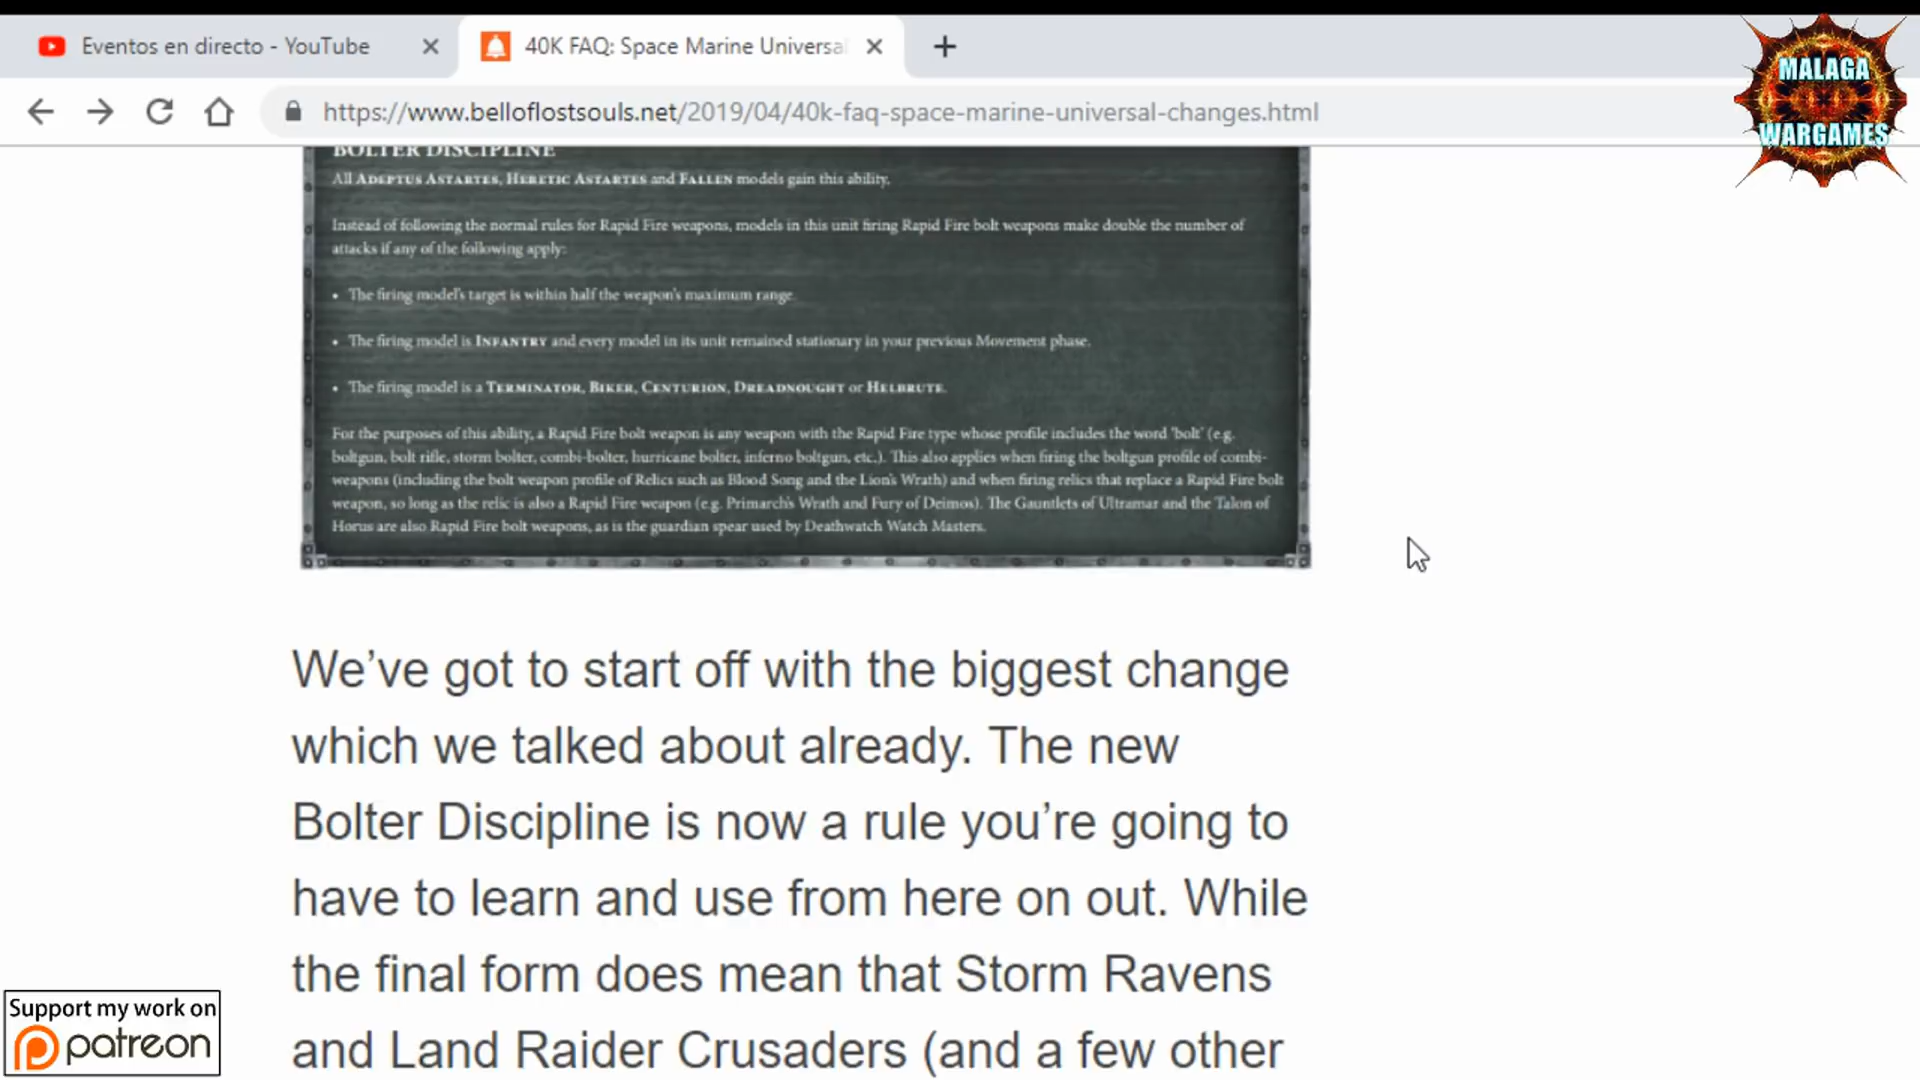 Eventos en directo - YouTube
40K FAQ: Space Marine Universa
MALAGA
WARGAMES
https://www.belloflostsouls.net/2019/04/40k-faq-space-marine-universal-changes.html
BOLTER DISCIPLINE
All ADEPTUS ASTARTES, HERETIC ASTARTES and FALLEN models gain this ability.
Instead of following the normal rules for Rapid Fire weapons, models in this unit firing Rapid Fire bolt weapons make double the number of
attacks if any of the following apply:
• The firing model's target is within half the weapon's maximum range.
• The firing model is INFANTRY and every model in its unit remained stationary in your previous Movement phase.
• The firing model is a TERMINATOR, BIKER, CENTURION, DREADNOUGHT or HELBRUTE.
For the purposes of this ability, a Rapid Fire bolt weapon is any weapon with the Rapid Fire type whose profile includes the word 'bolt' (e.g.
boltgun, bolt rifle, storm bolter, combi-bolter, hurricane bolter, inferno boltgun, etc.). This also applies when firing the boltgun profile of combi-
weapons (including the bolt weapon profile of Relics such as Blood Song and the Lion's Wrath) and when firing relics that replace a Rapid Fire bolt
weapon, so long as the relic is also a Rapid Fire weapon (e.g. Primarch's Wrath and Fury of Deimos). The Gauntlets of Ultramar and the Talon of
Horus are also Rapid Fire bolt weapons, as is the guardian spear used by Deathwatch Watch Masters.
We've got to start off with the biggest change
which we talked about already. The new
Bolter Discipline is now a rule you're going to
have to learn and use from here on out. While
the final form does mean that Storm Ravens
and Land Raider Crusaders (and a few other
Support my work on
patreon